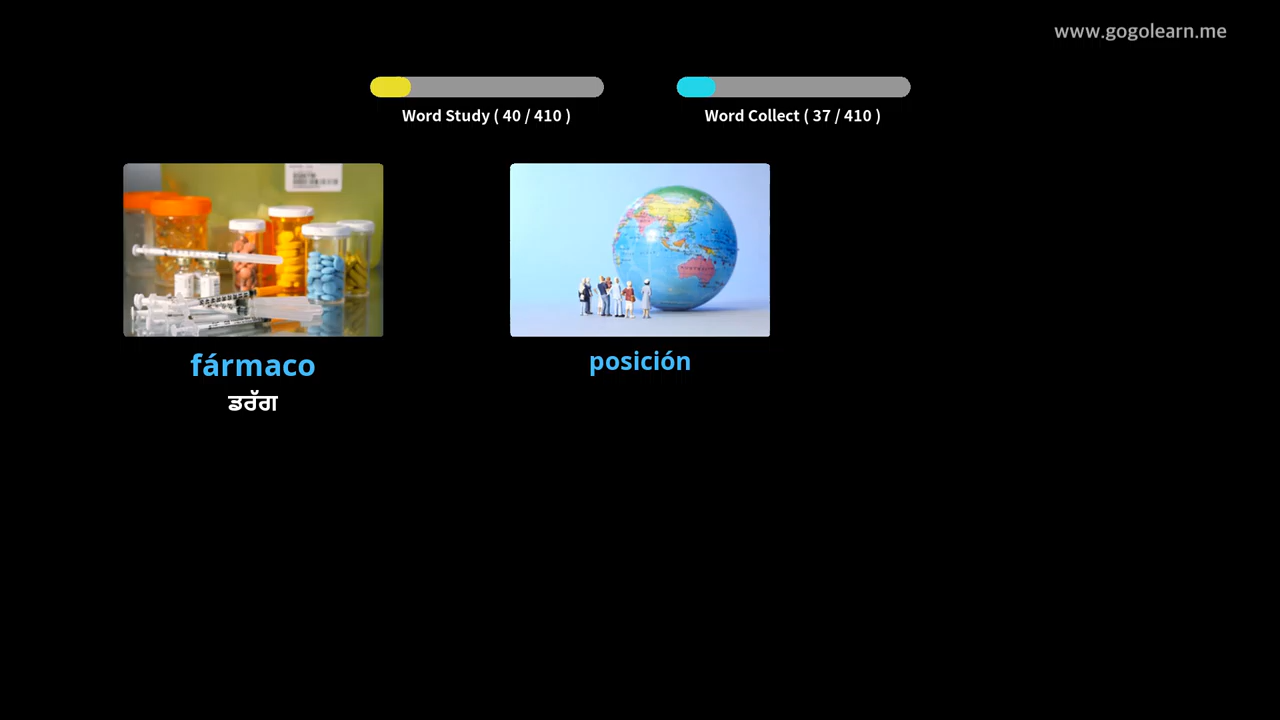 www.gogolearn.me
Word Study ( 40 / 410 )
Word Collect ( 37 / 410 )
fármaco
ਡਰੱਗ
posición